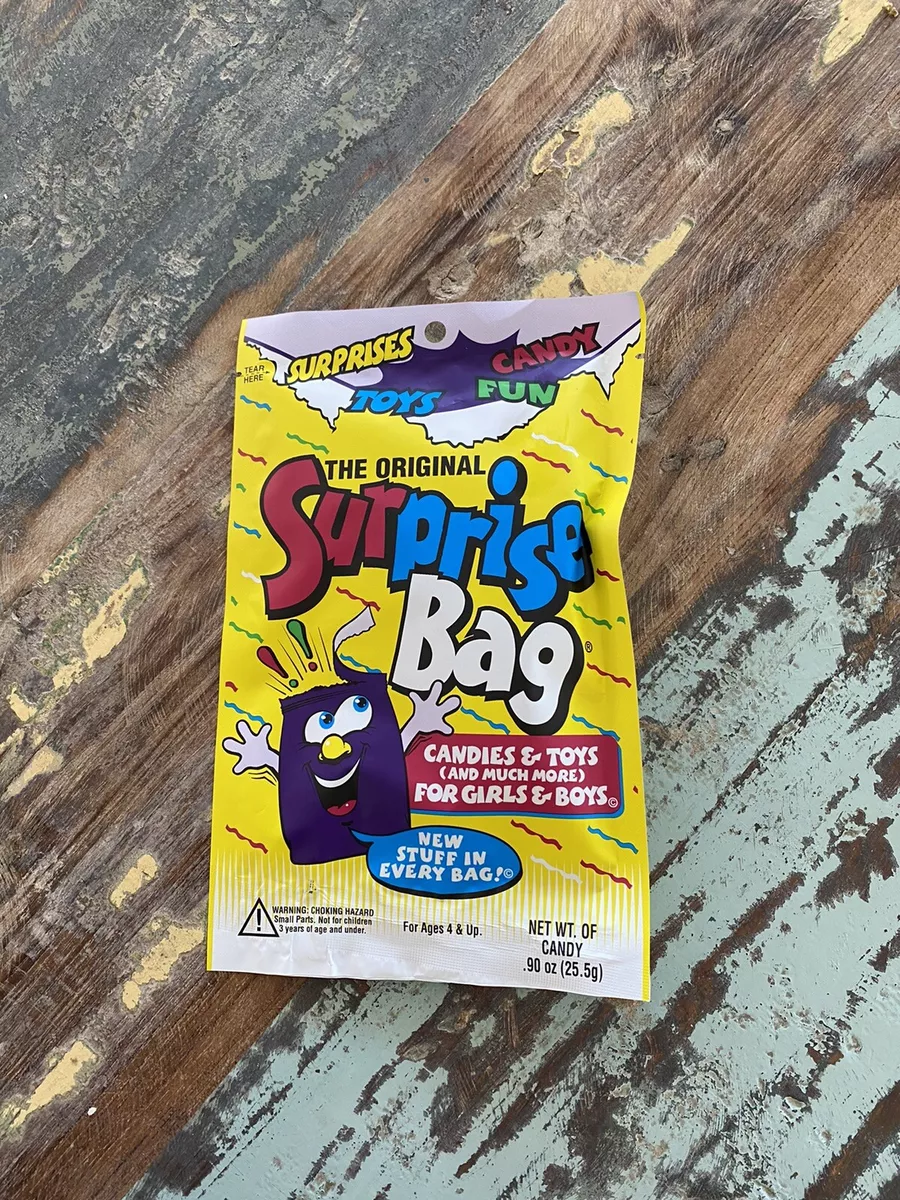 SURPRISES
CANDY
TEAR
HERE
TOYS
FUN
THE ORIGINAL
Surprise
Bag®
CANDIES & TOYS
(AND MUCH MORE)
FOR GIRLS & BOYS©
NEW
STUFF IN
EVERY BAG!©
WARNING: CHOKING HAZARD
Small Parts. Not for children
3 years of age and under.
For Ages 4 & Up.
NET WT. OF
CANDY
.90 oz (25.5g)